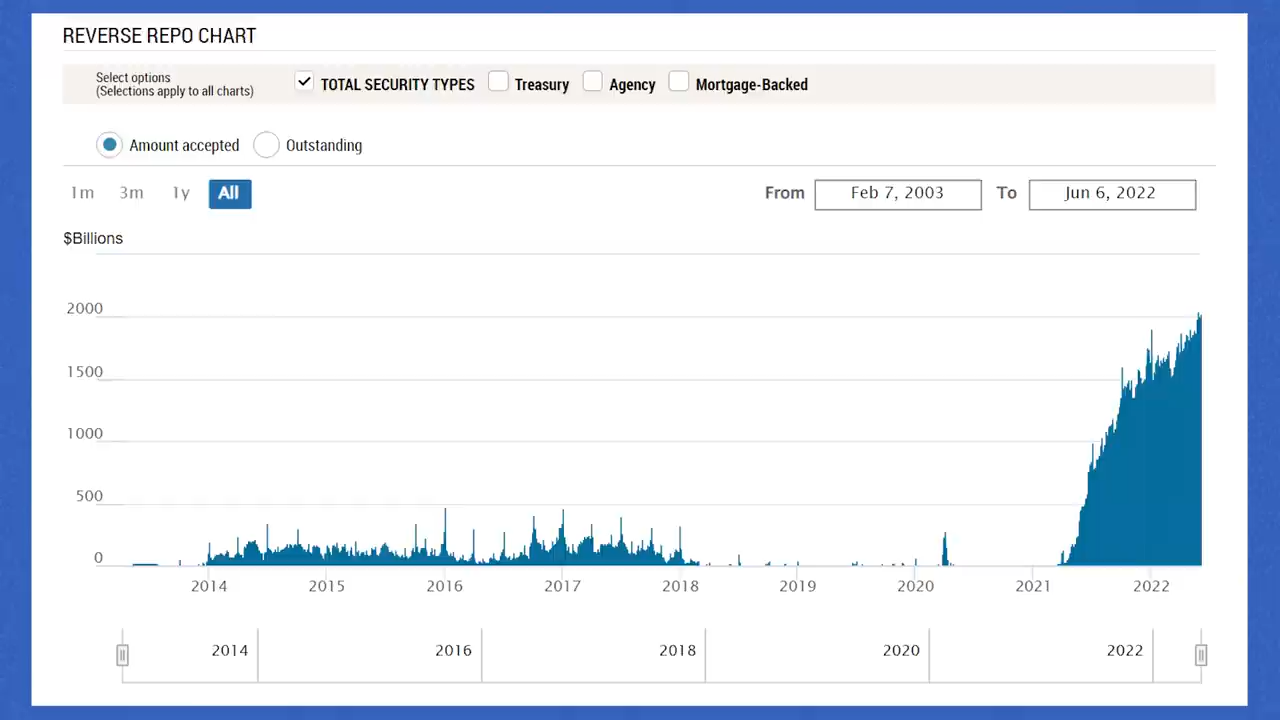 REVERSE REPO CHART
Select options
(Selections apply to all charts)
TOTAL SECURITY TYPES Treasury Agency Mortgage-Backed
Amount accepted Outstanding
1m 3m 1y All From Feb 7, 2003 To Jun 6, 2022
$Billions
2000
1500
1000
500
0
2014 2015 2016 2017 2018 2019 2020 2021 2022
2014 2016 2018 2020 2022